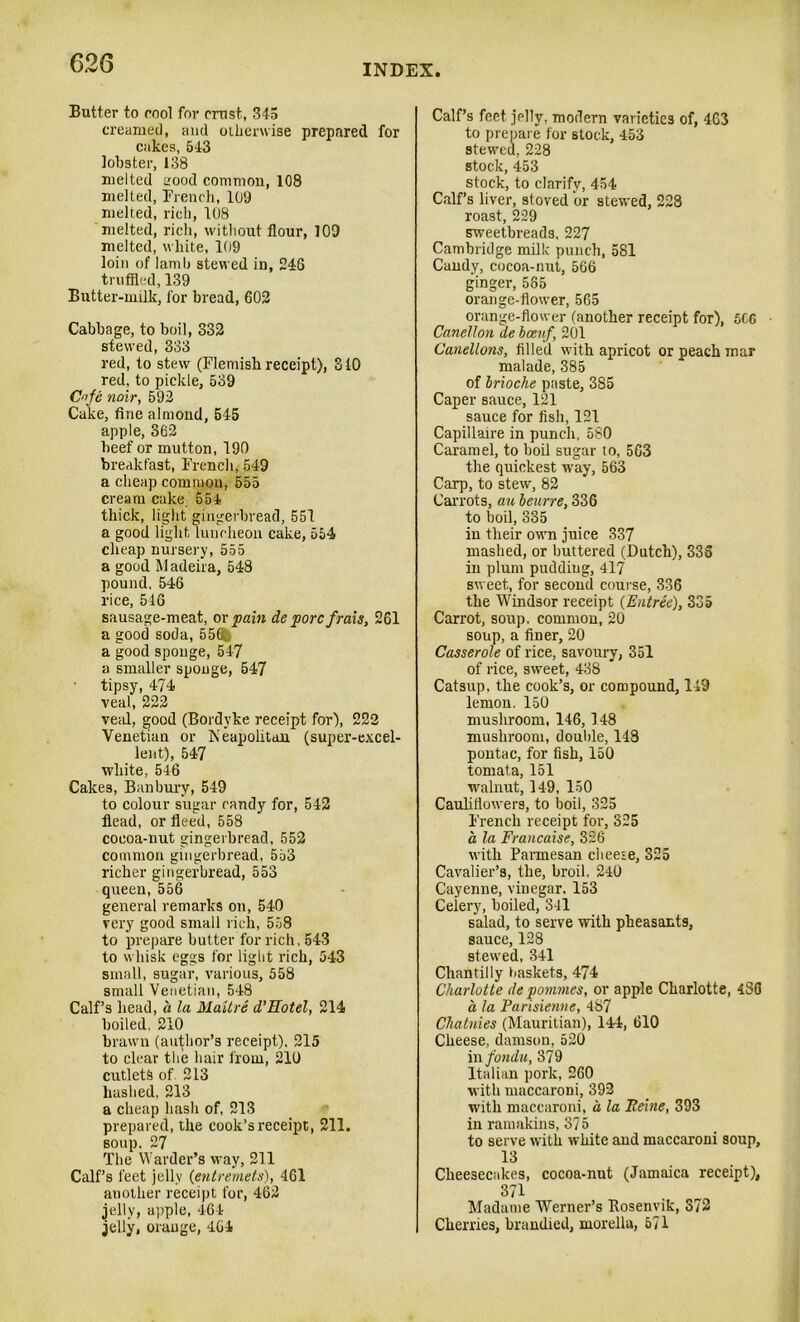 626
INDEX.
Butter to cool for crust, 345
creamed, and otherwise prepared for
cakes, 543
lobster, 138
melted good common, 108
melted, French, 109
melted, rich, 108
melted, rich, without flour, 109
melted, white, 109
loin of lamb stewed in, 246
truffled, 139
Butter-milk, for bread, 602
Cabbage, to boil, 332
stewed, 333
red, to stew (Flemish receipt), 340
red, to pickle, 539
Café noir, 592
Cake, fine almond, 545
apple, 362
beef or mutton, 190
breakfast, French, 549
a cheap common, 555
cream cake 554
thick, light gingerbread, 551
a good light luncheon cake, 554
cheap nursery, 555
a good Madeira, 548
pound, 546
rice, 546
sausage-meat, or pain de porc frais, 261
a good soda, 556
a good sponge, 547
a smaller sponge, 547
tipsy, 474
veal, 222
veal, good (Bordyke receipt for), 222
Venetian or Neapolitan (super-excel-
lent), 547
white, 546
Cakes, Banbury, 549
to colour sugar candy for, 542
flead, or fleed, 558
cocoa-nut gingerbread, 552
common gingerbread, 553
richer gingerbread, 553
queen, 556
general remarks on, 540
very good small rich, 558
to prepare butter for rich, 543
to whisk eggs for light rich, 543
small, sugar, various, 558
small Venetian, 548
Calf's head, à la Maitré d'Hotel, 214
boiled, 210
brawn (author's receipt), 215
to clear the hair from, 210
cutlets of 213
hashed, 213
a cheap hash of, 213
prepared, the cook's receipt, 211.
soup. 27
The Warder's way, 211
Calf's feet jelly (entremets), 461
another receipt for, 462
jelly, apple, 464
jelly, orange, 464
Calf's feet jelly, modern varieties of, 463
to prepare for stock, 453
stewed, 228
stock, 453
stock, to clarify, 454
Calf's liver, stoved or stewed, 228
roast, 229
sweetbreads, 227
Cambridge milk punch, 581
Candy, cocoa-nut, 566
ginger, 565
orange-flower, 565
orange-flower (another receipt for), 566
Canellon de bœuf, 201
Canellons, filled with apricot or peach mar
malade, 385
of brioche paste, 385
Caper sauce, 121
sauce for fish, 121
Capillaire in punch, 580
Caramel, to boil sugar to, 563
the quickest way, 563
Carp, to stew, 82
Carrots, au beurre, 336
to boil, 335
in their own juice 337
mashed, or buttered (Dutch), 336
in plum pudding, 417
sweet, for second course, 336
the Windsor receipt (Entrée), 335
Carrot, soup, common, 20
soup, a finer, 20
Casserole of rice, savoury, 351
of rice, sweet, 438
Catsup, the cook's, or compound, 149
lemon. 150
mushroom, 146, 148
mushroom, double, 148
pontac, for fish, 150
tomata, 151
walnut, 149, 150
Cauliflowers, to boil, 325
French receipt for, 325
à la Francaise, 326
with Parmesan cheese, 325
Cavalier's, the, broil, 240
Cayenne, vinegar. 153
Celery, boiled, 341
salad, to serve with pheasants,
sauce, 128
stewed, 341
Chantilly baskets, 474
Charlotte de pommes, or apple Charlotte, 486
à la Parisienne, 487
Chatnies (Mauritian), 144, 610
Cheese, damson, 520
in fondu, 379
Italian pork, 260
with maccaroni, 392
with maccaroni, à la Reine, 393
in ramakins, 375
to serve with white and maccaroni soup,
13
Cheesecakes, cocoa-nut (Jamaica receipt),
371
Madame Werner's Rosenvik, 372
Cherries, brandied, morella, 571